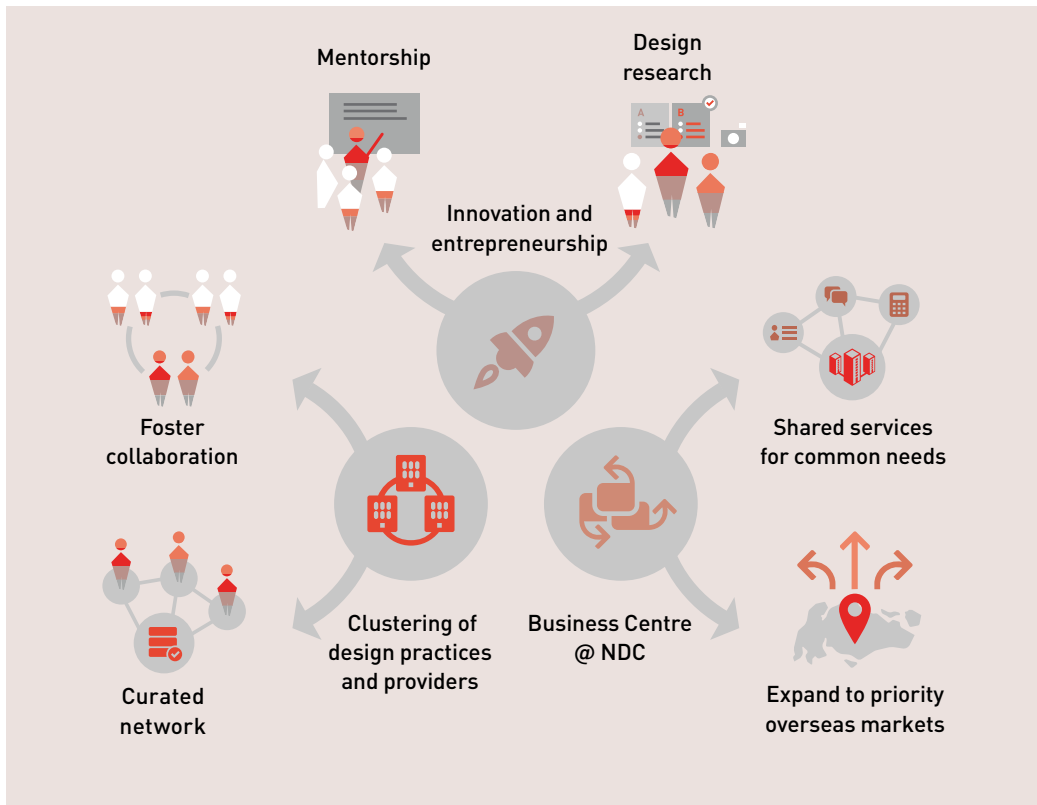 Mentorship
Design
research
A
B
Innovation and
entrepreneurship
Foster
collaboration
Shared services
for common needs
Curated
network
Clustering of
design practices
and providers
Business Centre
@ NDC
Expand to priority
overseas markets